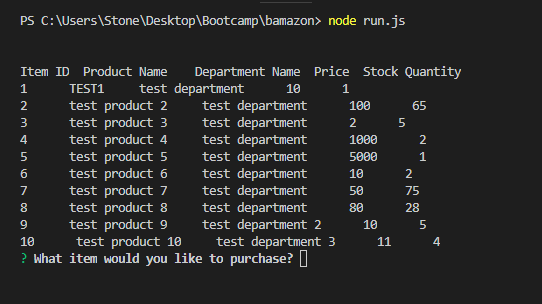 PS C:\Users\Stone\Desktop\Bootcamp\bamazon> node run.js
Item ID  Product Name    Department Name  Price  Stock Quantity
1      TEST1     test department      10      1
2      test product 2     test department      100      65
3      test product 3     test department      2      5
4      test product 4     test department      1000      2
5      test product 5     test department      5000      1
6      test product 6     test department      10      2
7      test product 7     test department      50      75
8      test product 8     test department      80      28
9      test product 9     test department 2      10      5
10      test product 10     test department 3      11      4
? What item would you like to purchase?